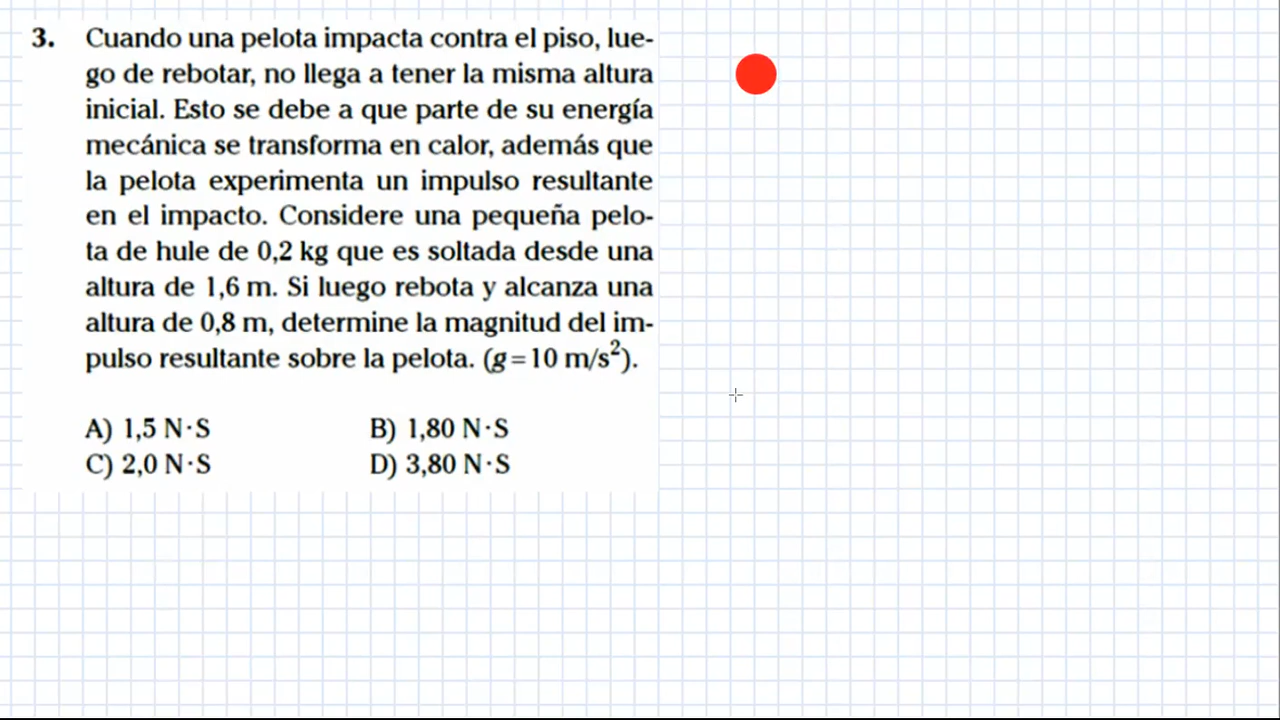 3. Cuando una pelota impacta contra el piso, lue-
go de rebotar, no llega a tener la misma altura
inicial. Esto se debe a que parte de su energía
mecánica se transforma en calor, además que
la pelota experimenta un impulso resultante
en el impacto. Considere una pequeña pelo-
ta de hule de 0,2 kg que es soltada desde una
altura de 1,6 m. Si luego rebota y alcanza una
altura de 0,8 m, determine la magnitud del im-
pulso resultante sobre la pelota. (g=10 m/s²).
A) 1,5 N·S B) 1,80 N·S
C) 2,0 N·S D) 3,80 N·S